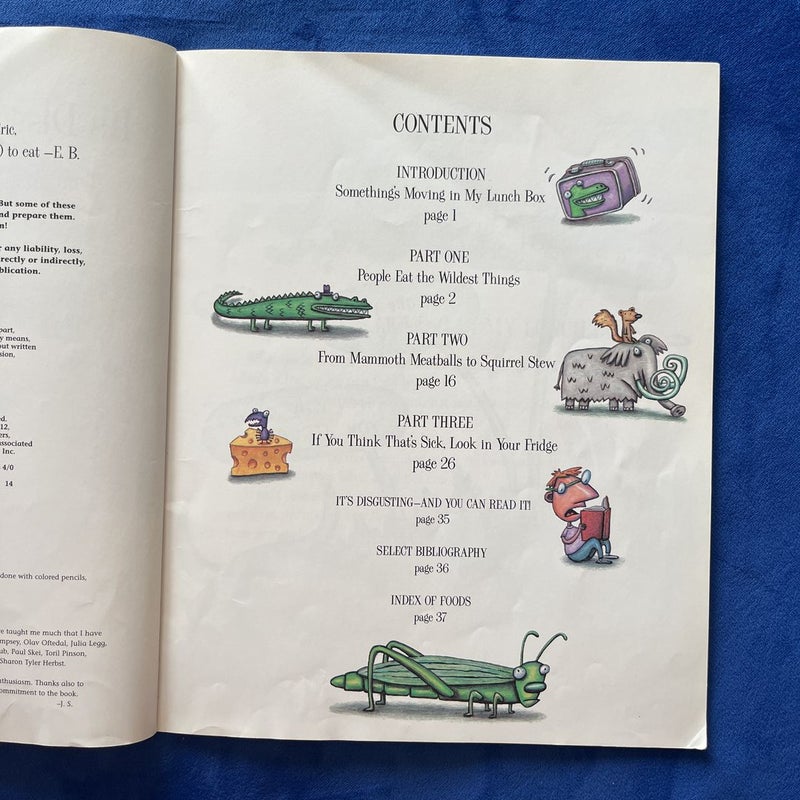 ric,
) to eat —E. B.
But some of these
nd prepare them.
n!
r any liability, loss,
rectly or indirectly,
blication.
part,
y means,
out written
sion,
ed.
12,
ers,
associated
Inc.
4/0
14
done with colored pencils,
e taught me much that I have
mpsey, Olav Oftedal, Julia Legg,
ab, Paul Skei, Toril Pinson,
Sharon Tyler Herbst.
thusiasm. Thanks also to
ommitment to the book.
–J. S.
CONTENTS
INTRODUCTION
Something's Moving in My Lunch Box
page 1
PART ONE
People Eat the Wildest Things
page 2
PART TWO
From Mammoth Meatballs to Squirrel Stew
page 16
PART THREE
If You Think That's Sick, Look in Your Fridge
page 26
IT'S DISGUSTING—AND YOU CAN READ IT!
page 35
SELECT BIBLIOGRAPHY
page 36
INDEX OF FOODS
page 37